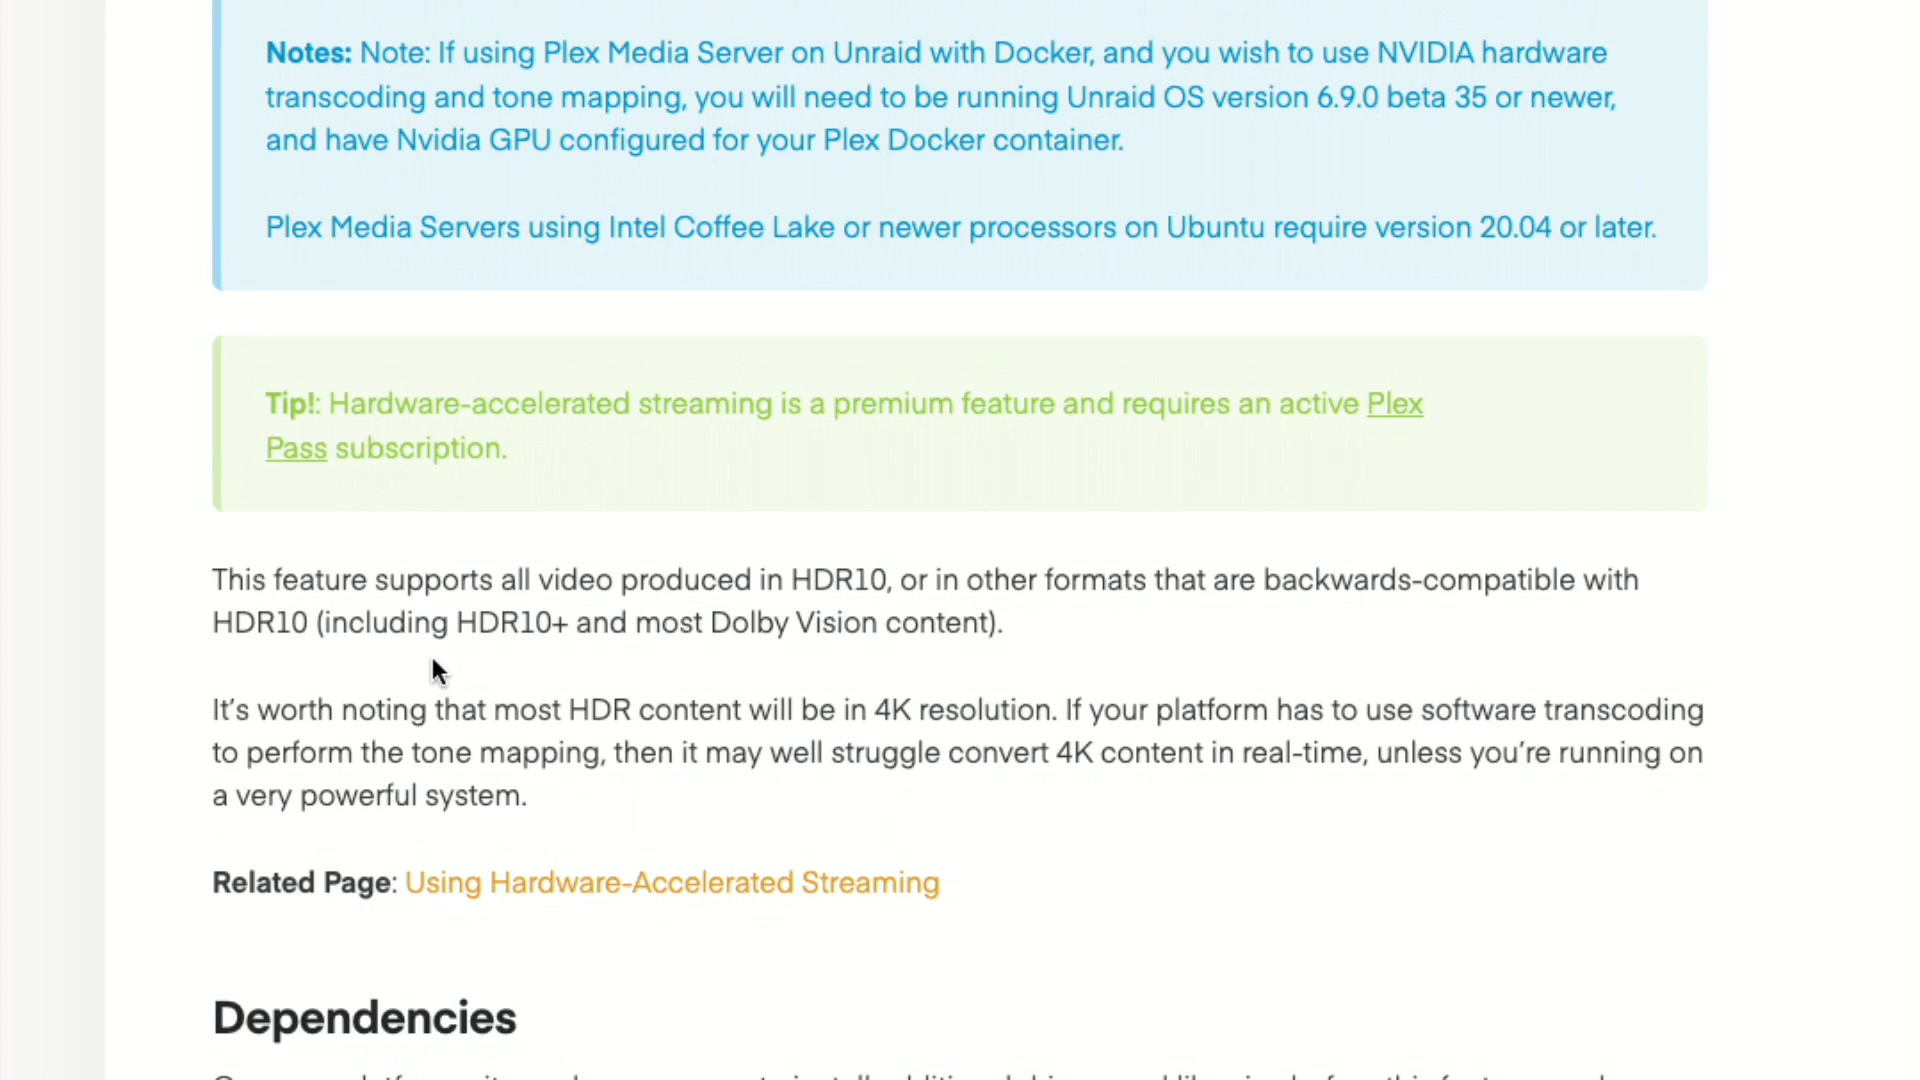 Notes: Note: If using Plex Media Server on Unraid with Docker, and you wish to use NVIDIA hardware
transcoding and tone mapping, you will need to be running Unraid OS version 6.9.0 beta 35 or newer,
and have Nvidia GPU configured for your Plex Docker container.
Plex Media Servers using Intel Coffee Lake or newer processors on Ubuntu require version 20.04 or later.
Tip!: Hardware-accelerated streaming is a premium feature and requires an active Plex
Pass subscription.
This feature supports all video produced in HDR10, or in other formats that are backwards-compatible with
HDR10 (including HDR10+ and most Dolby Vision content).
It’s worth noting that most HDR content will be in 4K resolution. If your platform has to use software transcoding
to perform the tone mapping, then it may well struggle convert 4K content in real-time, unless you’re running on
a very powerful system.
Related Page: Using Hardware-Accelerated Streaming
Dependencies